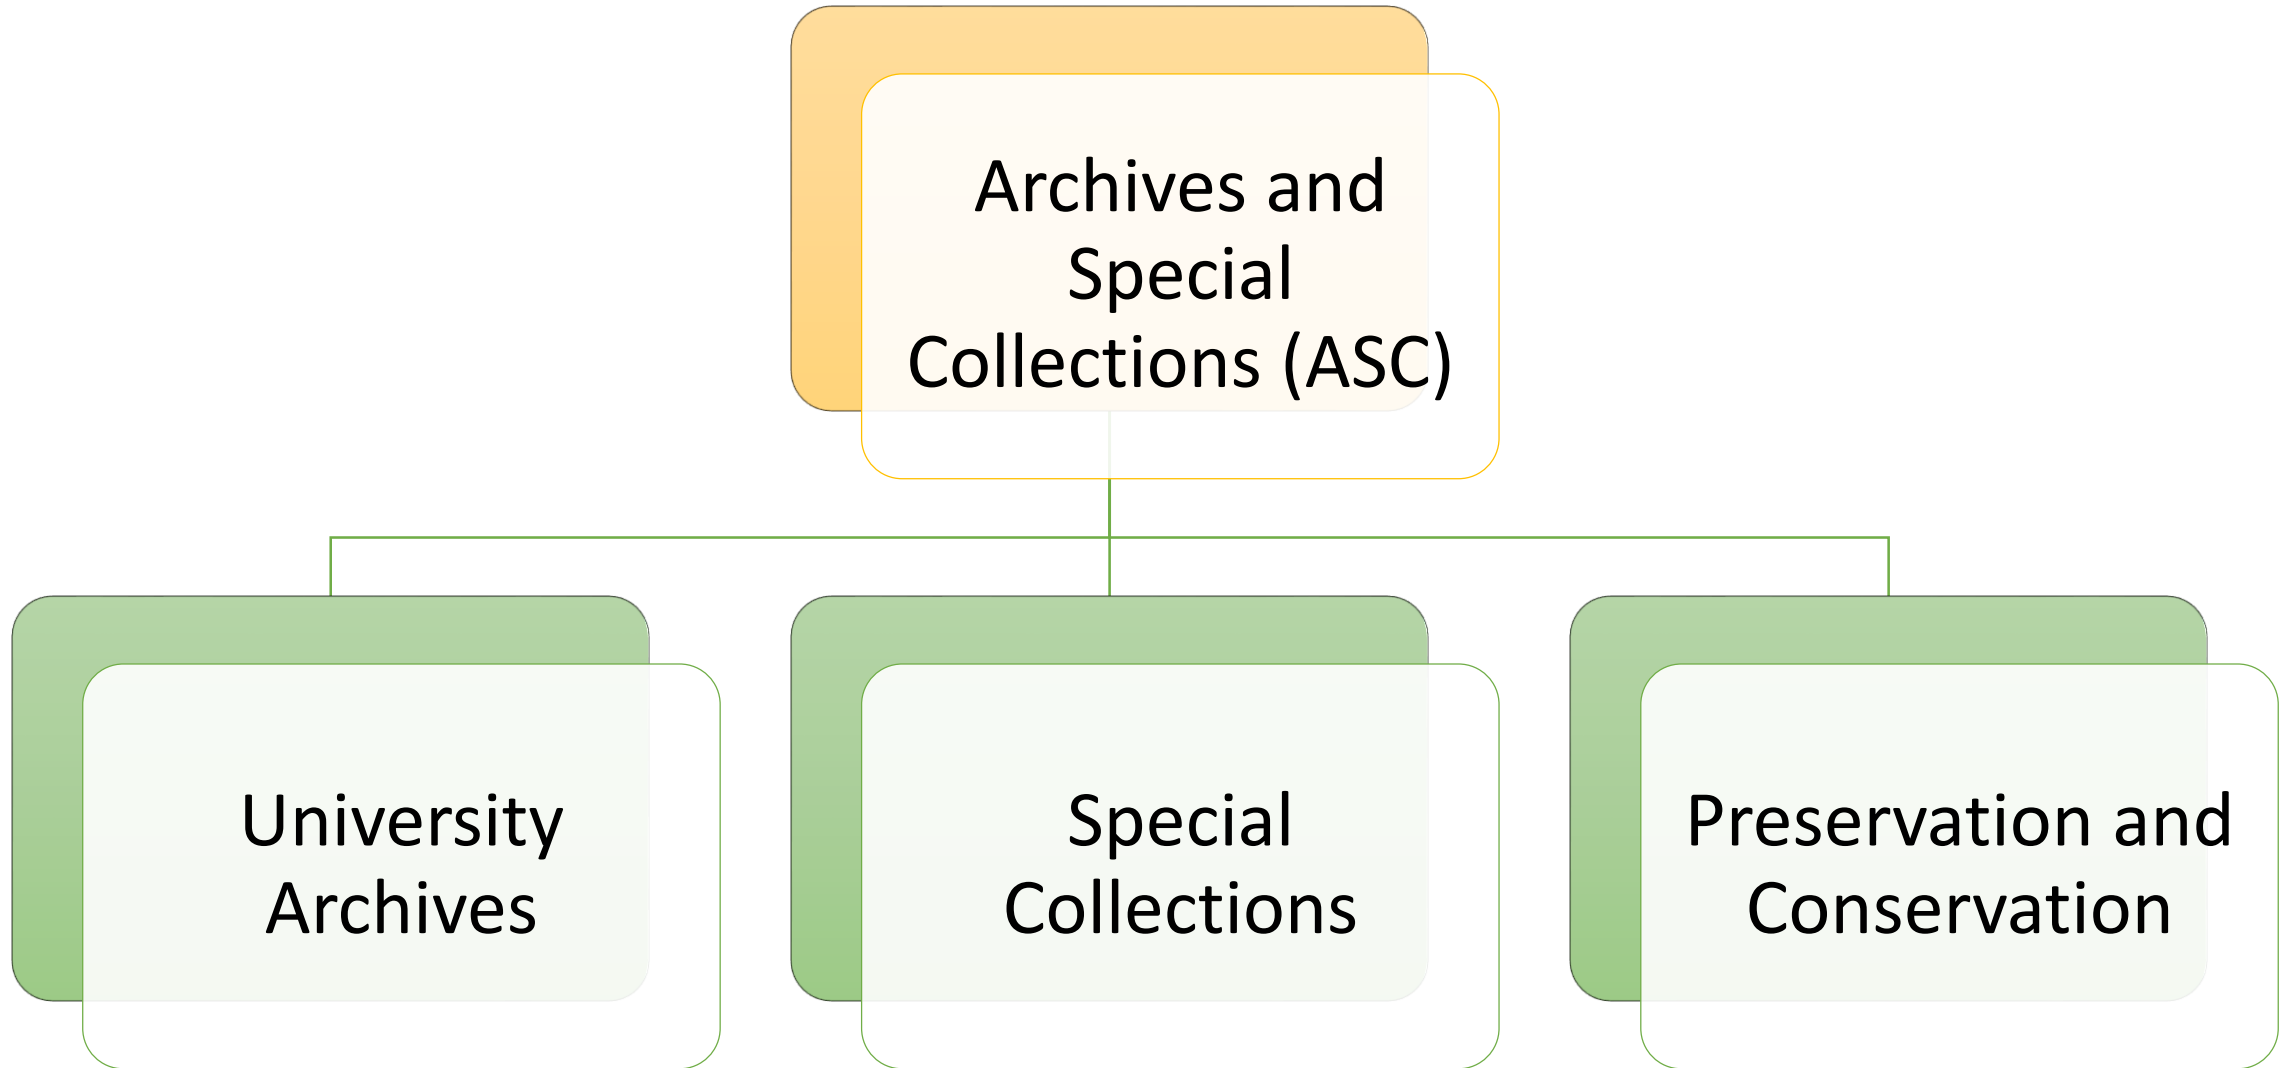 Archives and
Special
Collections (ASC)
University
Archives
Special
Collections
Preservation and
Conservation